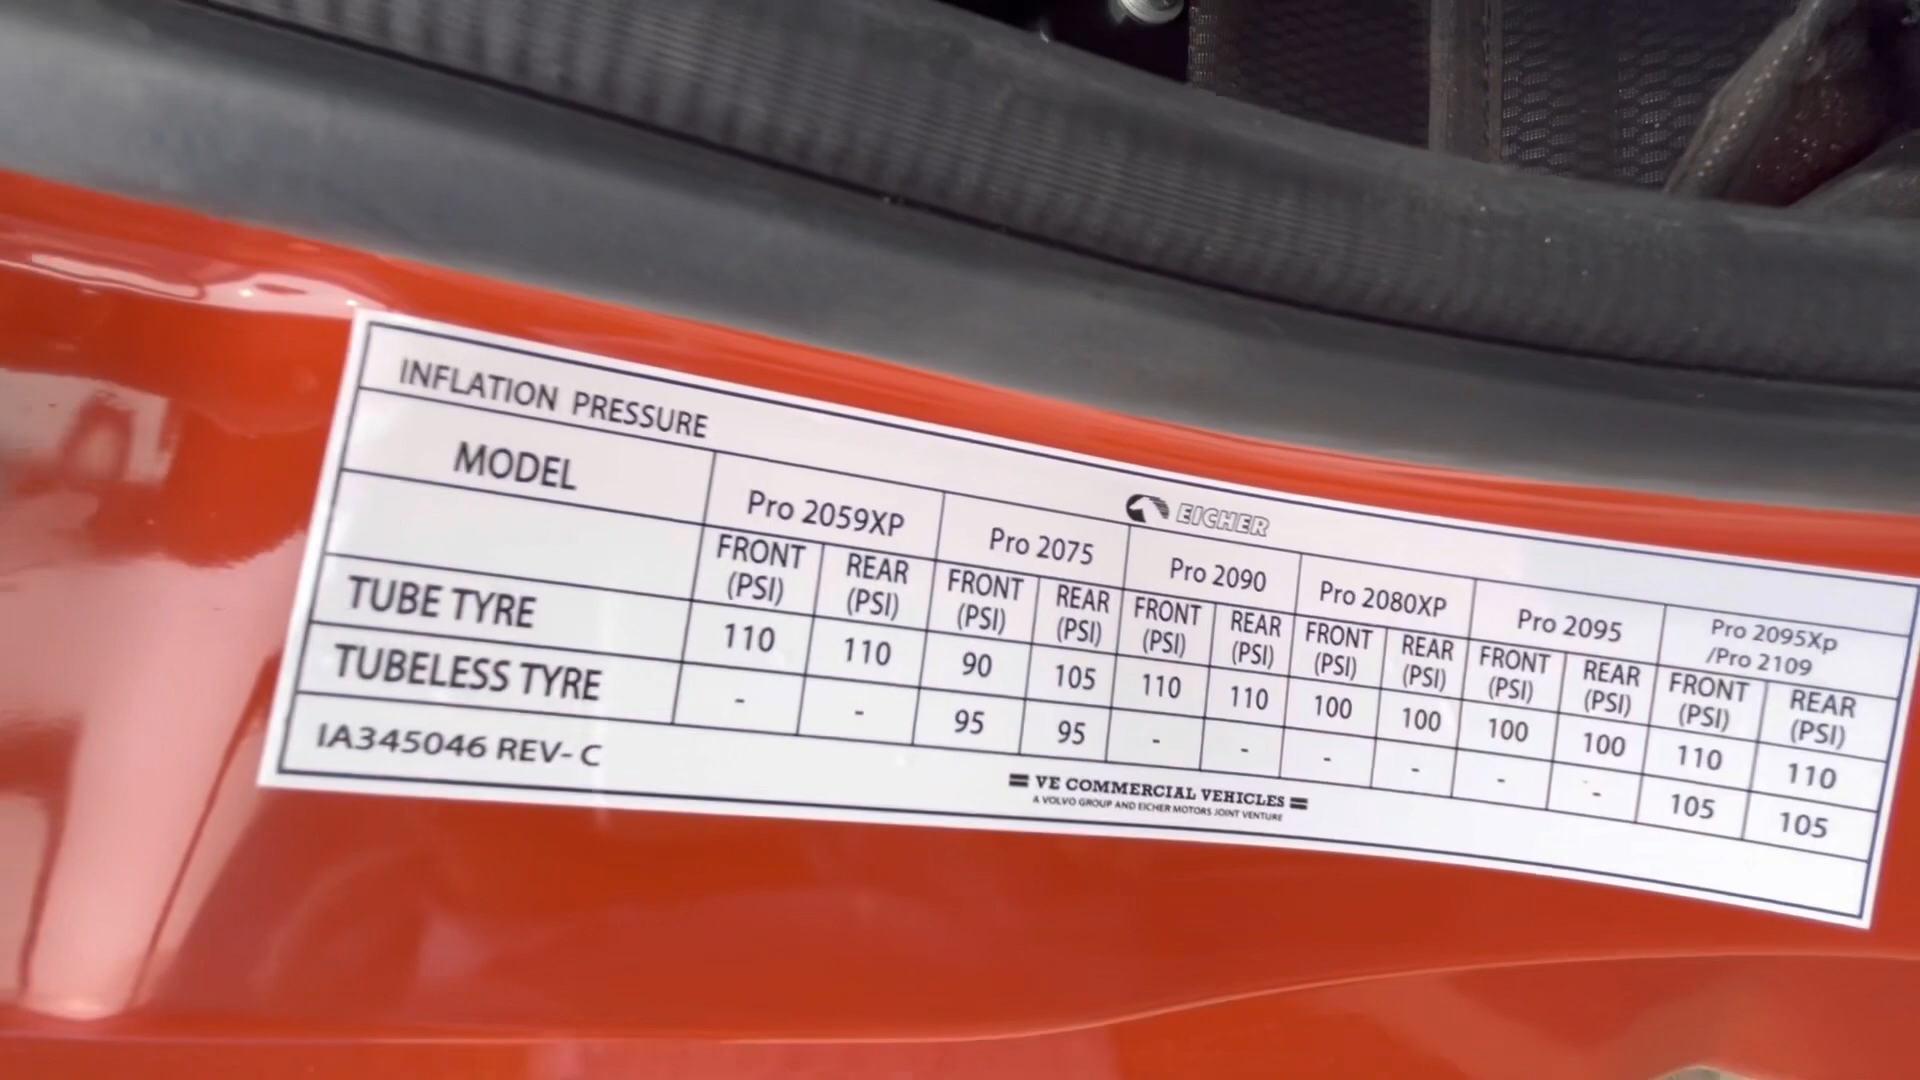 INFLATION PRESSURE
EICHER
MODEL Pro 2059XP Pro 2075 Pro 2090 Pro 2080XP Pro 2095 Pro 2095Xp /Pro 2109
FRONT (PSI) REAR (PSI) FRONT (PSI) REAR (PSI) FRONT (PSI) REAR (PSI) FRONT (PSI) REAR (PSI) FRONT (PSI) REAR (PSI) FRONT (PSI) REAR (PSI)
TUBE TYRE 110 110 90 105 110 110 100 100 100 100 110 110
TUBELESS TYRE - - 95 95 - - - - - - 105 105
IA345046 REV- C
VE COMMERCIAL VEHICLES
A VOLVO GROUP AND EICHER MOTORS JOINT VENTURE